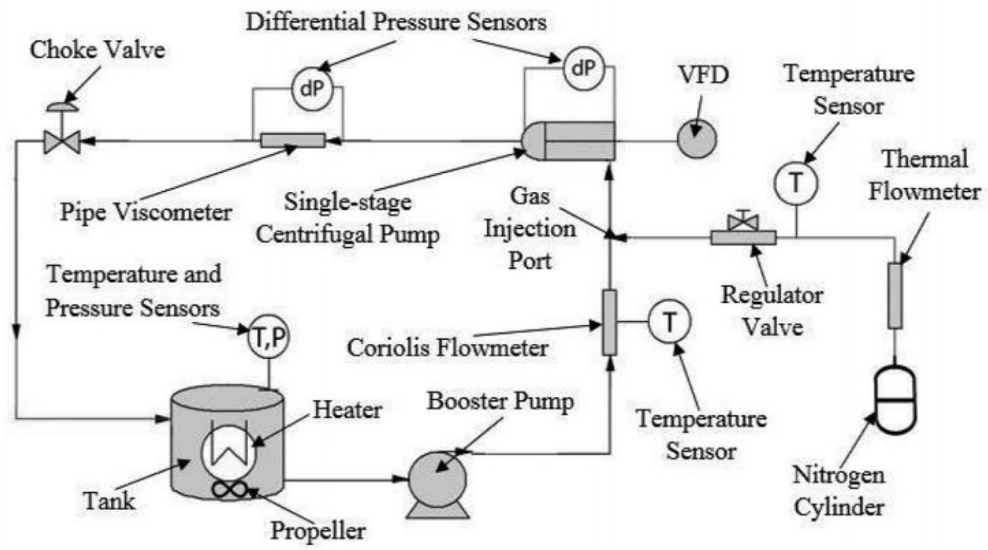 Differential Pressure Sensors
Choke Valve
dP
dP
VFD
Temperature
Sensor
Thermal
Flowmeter
T
Pipe Viscometer
Single-stage
Centrifugal Pump
Gas
Injection
Port
Regulator
Valve
Temperature and
Pressure Sensors
T,P
Coriolis Flowmeter
T
Heater
Booster Pump
Temperature
Sensor
Tank
Propeller
Nitrogen
Cylinder